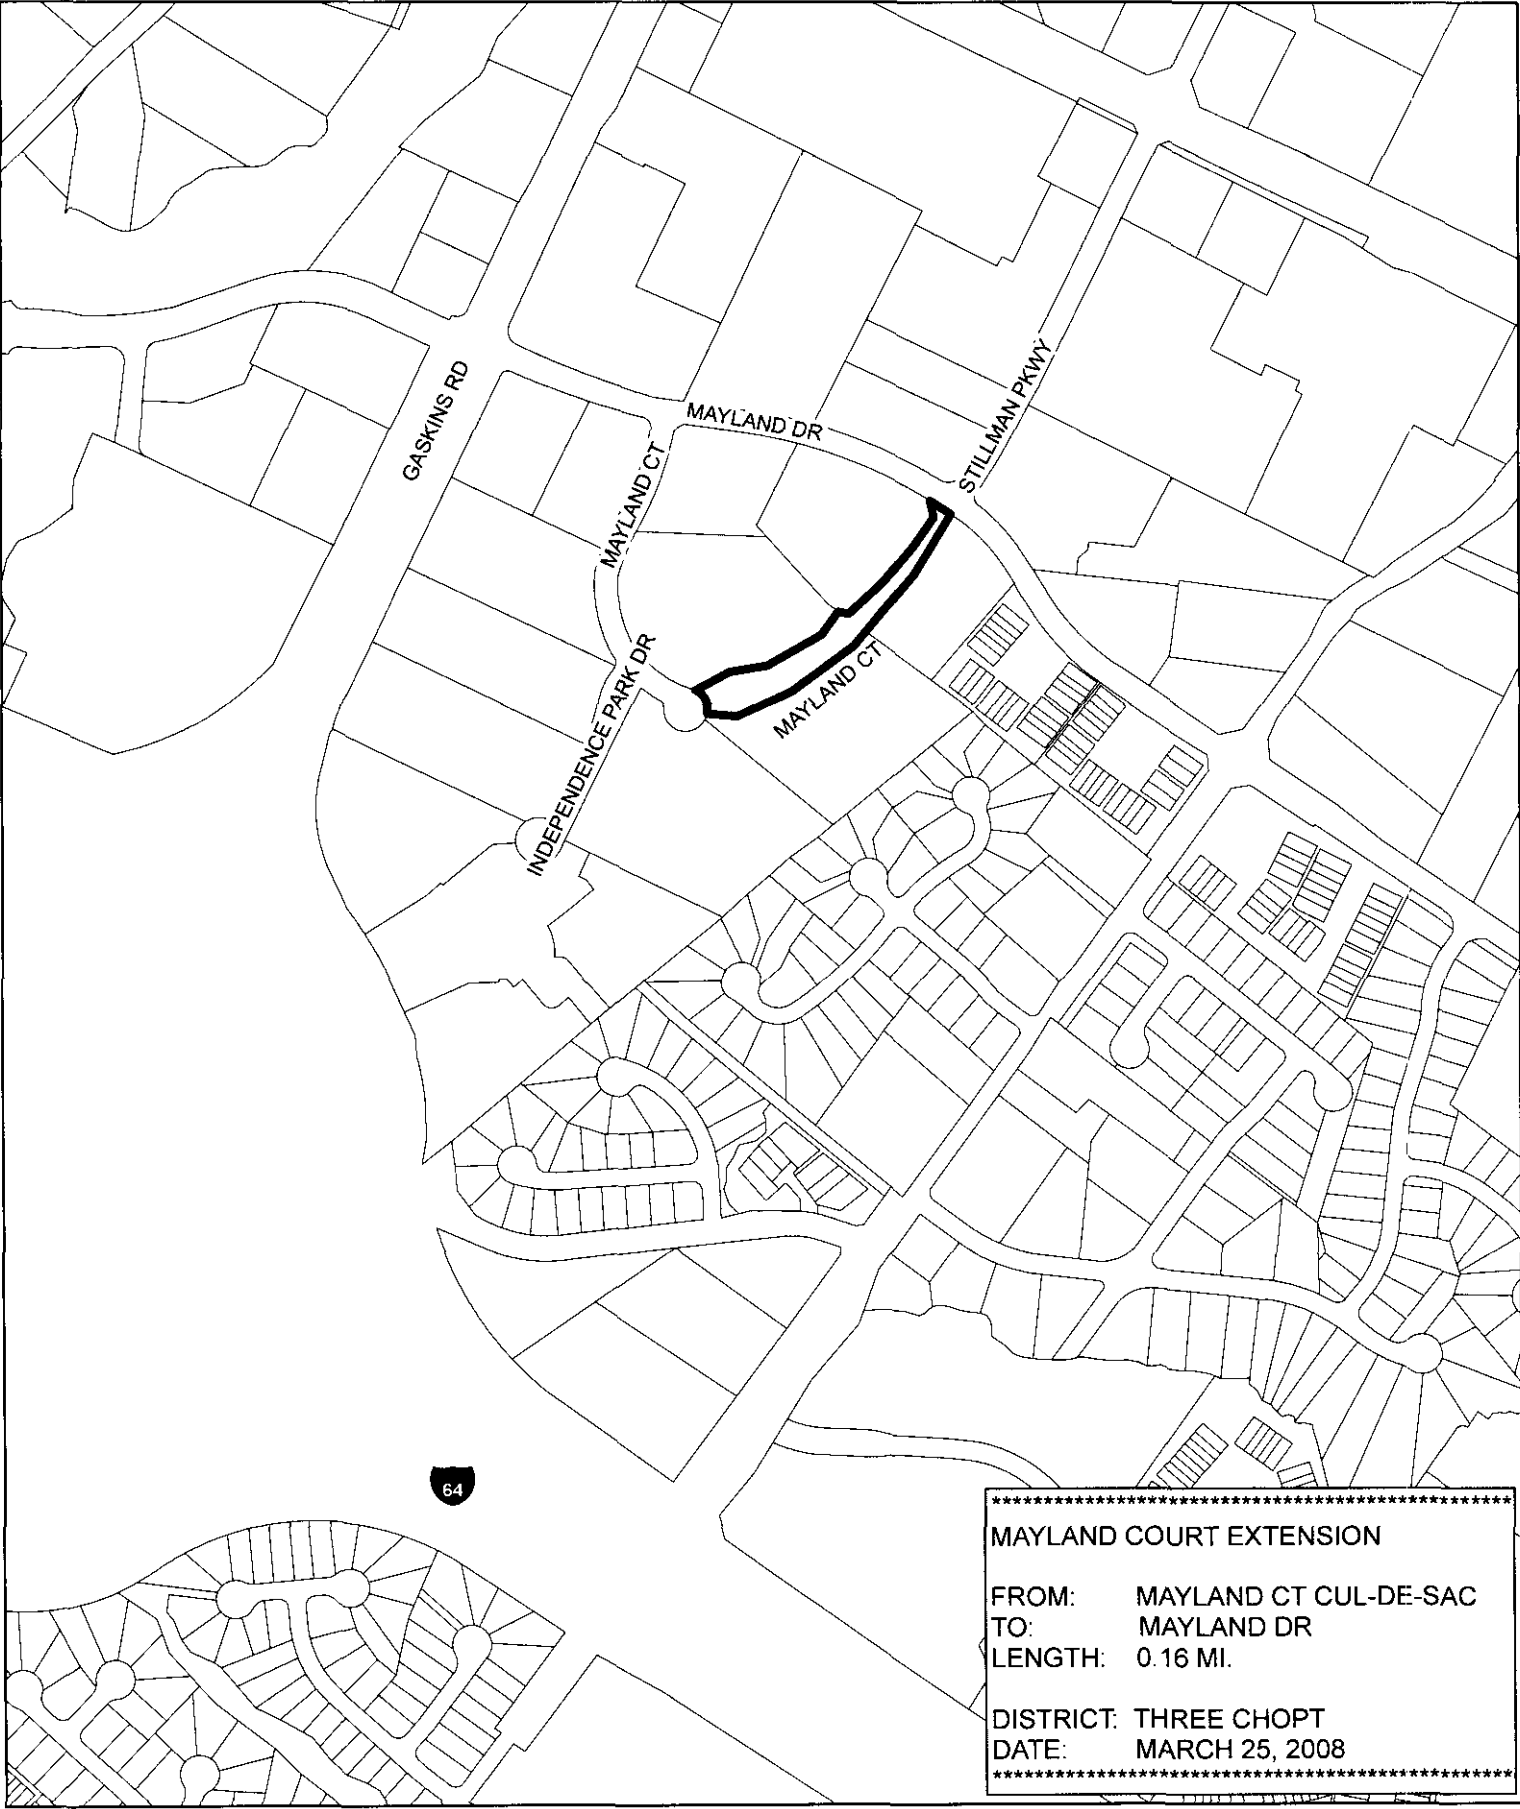 GASKINS RD
MAYLAND DR
STILLMAN PKWY
MAYLAND CT
INDEPENDENCE PARK DR
MAYLAND CT
64
**************************************************
MAYLAND COURT EXTENSION
FROM: MAYLAND CT CUL-DE-SAC
TO: MAYLAND DR
LENGTH: 0.16 MI.
DISTRICT: THREE CHOPT
DATE: MARCH 25, 2008
**************************************************